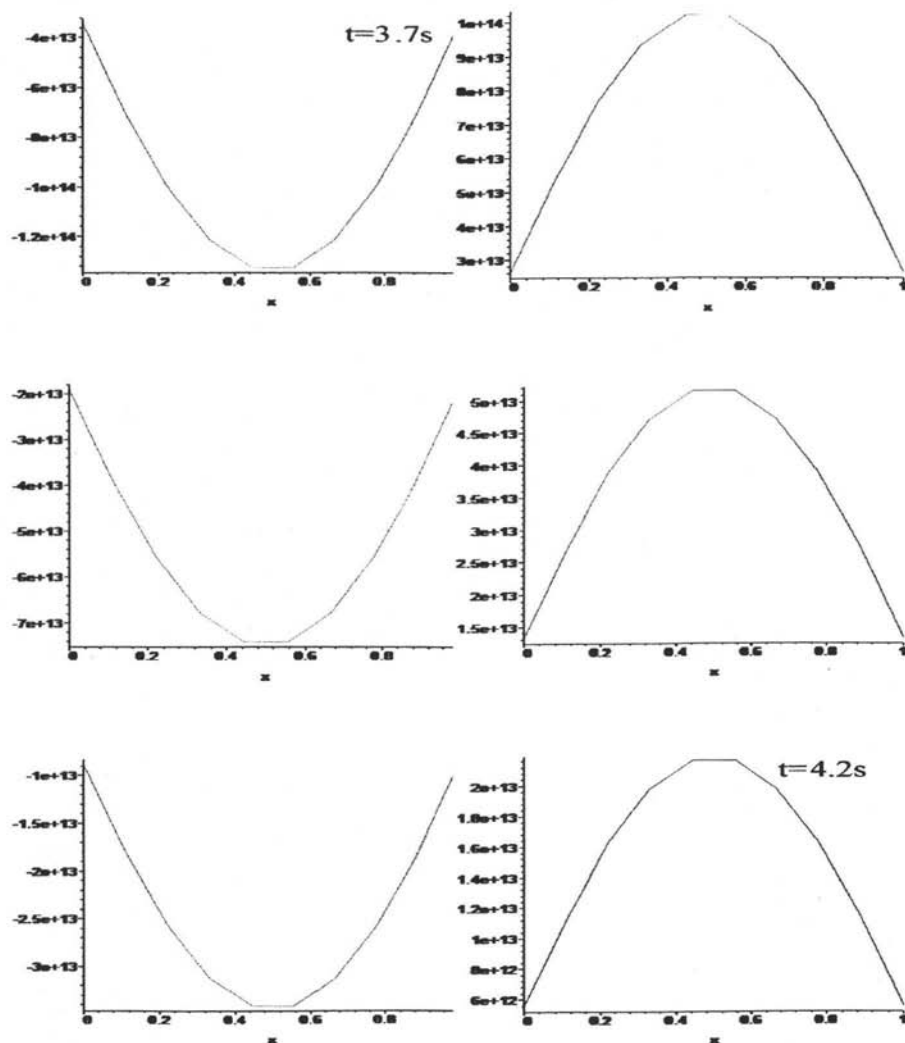 t=3.7s
-4e+13
-6e+13
-8e+13
-1e+14
-1.2e+14
0 0.2 0.4 0.6 0.8
x
1e+14
9e+13
8e+13
7e+13
6e+13
5e+13
4e+13
3e+13
0 0.2 0.4 0.6 0.8 1
x
-2e+13
-3e+13
-4e+13
-5e+13
-6e+13
-7e+13
0 0.2 0.4 0.6 0.8
x
5e+13
4.5e+13
4e+13
3.5e+13
3e+13
2.5e+13
2e+13
1.5e+13
0 0.2 0.4 0.6 0.8 1
x
-1e+13
-1.5e+13
-2e+13
-2.5e+13
-3e+13
0 0.2 0.4 0.6 0.8
x
t=4.2s
2e+13
1.8e+13
1.6e+13
1.4e+13
1.2e+13
1e+13
8e+12
6e+12
0 0.2 0.4 0.6 0.8 1
x